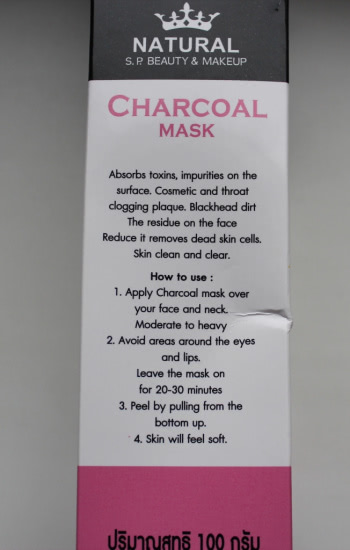 NATURAL
S.P. BEAUTY & MAKEUP
CHARCOAL
MASK
Absorbs toxins, impurities on the
surface. Cosmetic and throat
clogging plaque. Blackhead dirt
The residue on the face
Reduce it removes dead skin cells.
Skin clean and clear.
How to use :
1. Apply Charcoal mask over
your face and neck.
Moderate to heavy
2. Avoid areas around the eyes
and lips.
Leave the mask on
for 20-30 minutes
3. Peel by pulling from the
bottom up.
4. Skin will feel soft.
ปริมาณสุทธิ 100 กรัม